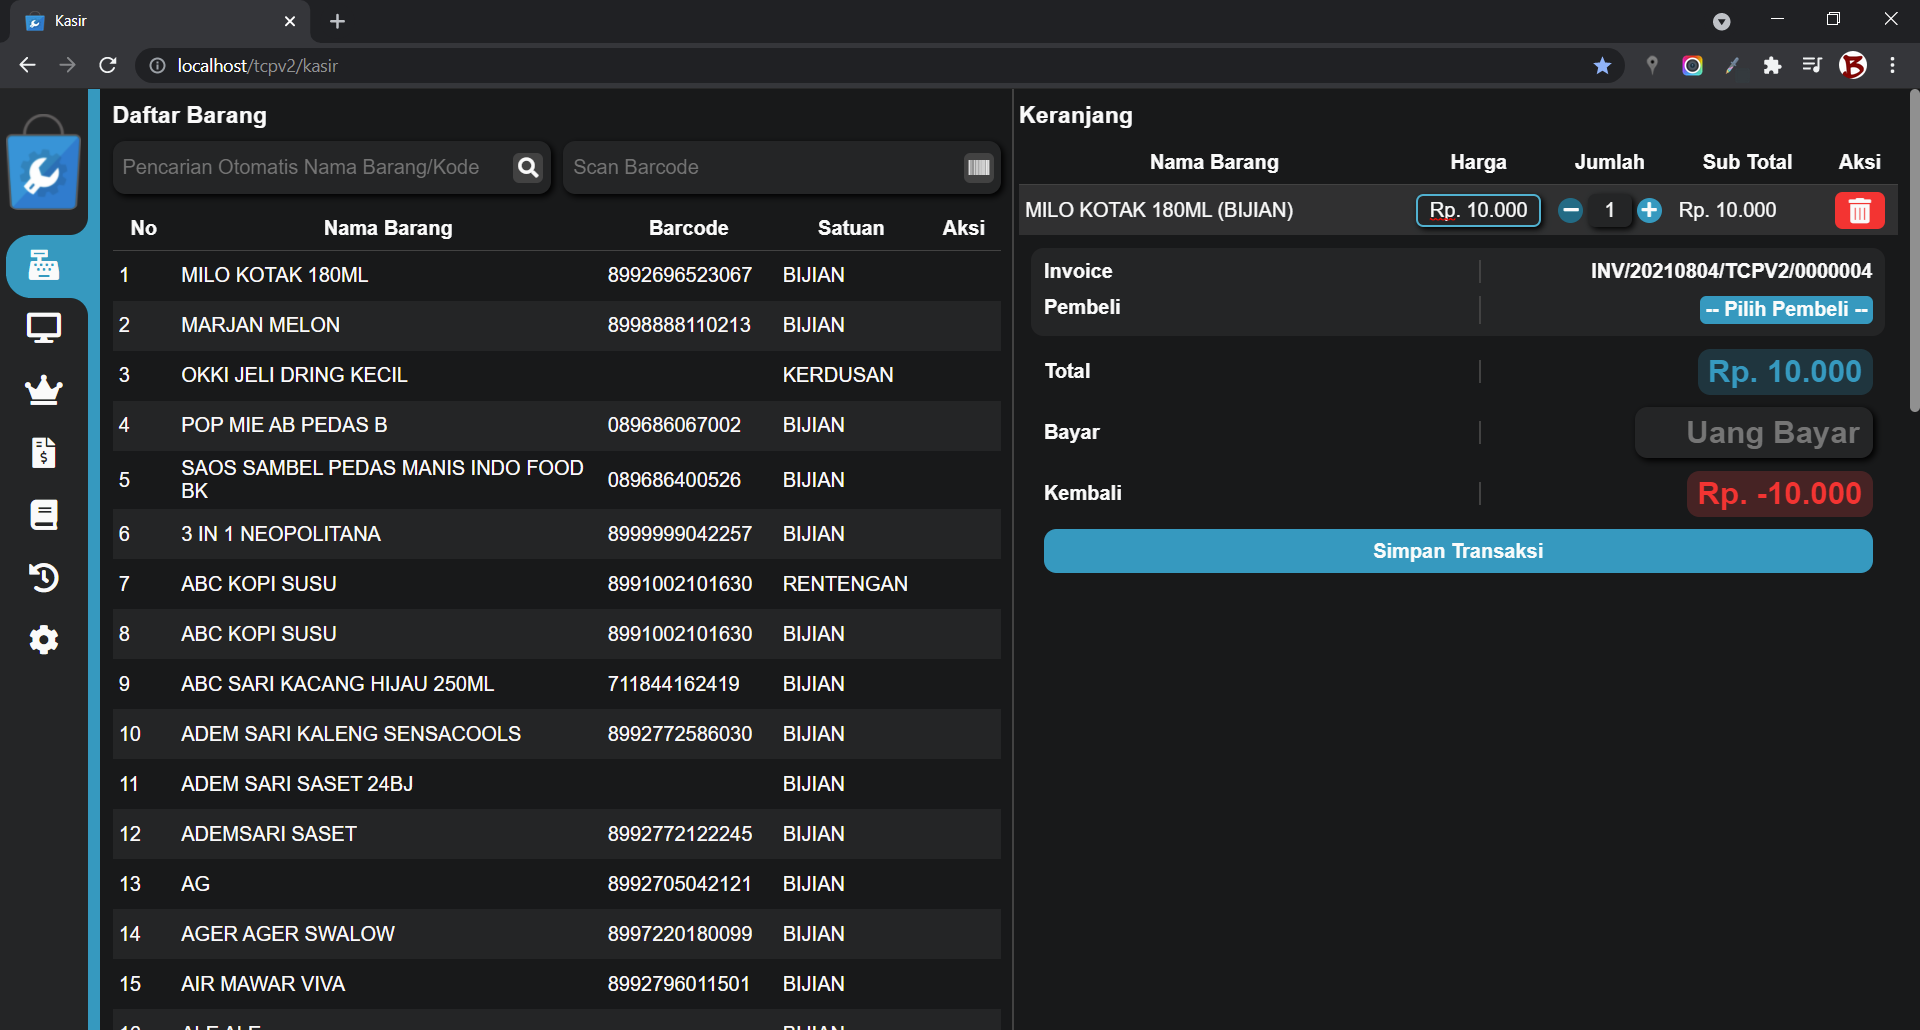 Kasir
localhost/tcpv2/kasir
Daftar Barang
Pencarian Otomatis Nama Barang/Kode
Scan Barcode
No Nama Barang Barcode Satuan Aksi
1 MILO KOTAK 180ML 8992696523067 BIJIAN
2 MARJAN MELON 8998888110213 BIJIAN
3 OKKI JELI DRING KECIL KERDUSAN
4 POP MIE AB PEDAS B 089686067002 BIJIAN
5 SAOS SAMBEL PEDAS MANIS INDO FOOD BK 089686400526 BIJIAN
6 3 IN 1 NEOPOLITANA 8999999042257 BIJIAN
7 ABC KOPI SUSU 8991002101630 RENTENGAN
8 ABC KOPI SUSU 8991002101630 BIJIAN
9 ABC SARI KACANG HIJAU 250ML 711844162419 BIJIAN
10 ADEM SARI KALENG SENSACOOLS 8992772586030 BIJIAN
11 ADEM SARI SASET 24BJ BIJIAN
12 ADEMSARI SASET 8992772122245 BIJIAN
13 AG 8992705042121 BIJIAN
14 AGER AGER SWALOW 8997220180099 BIJIAN
15 AIR MAWAR VIVA 8992796011501 BIJIAN
Keranjang
Nama Barang Harga Jumlah Sub Total Aksi
MILO KOTAK 180ML (BIJIAN) Rp. 10.000 1 Rp. 10.000
Invoice INV/20210804/TCPV2/0000004
Pembeli -- Pilih Pembeli --
Total Rp. 10.000
Bayar Uang Bayar
Kembali Rp. -10.000
Simpan Transaksi